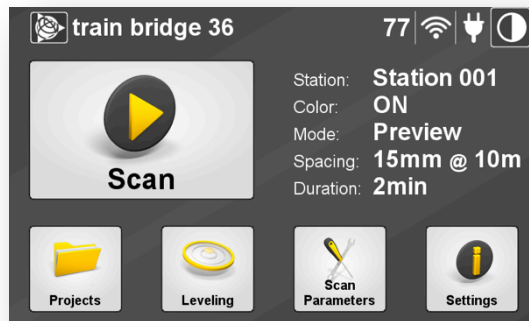 train bridge 36
77
Station: Station 001
Color: ON
Mode: Preview
Spacing: 15mm @ 10m
Duration: 2min
Scan
Projects
Leveling
Scan
Parameters
Settings